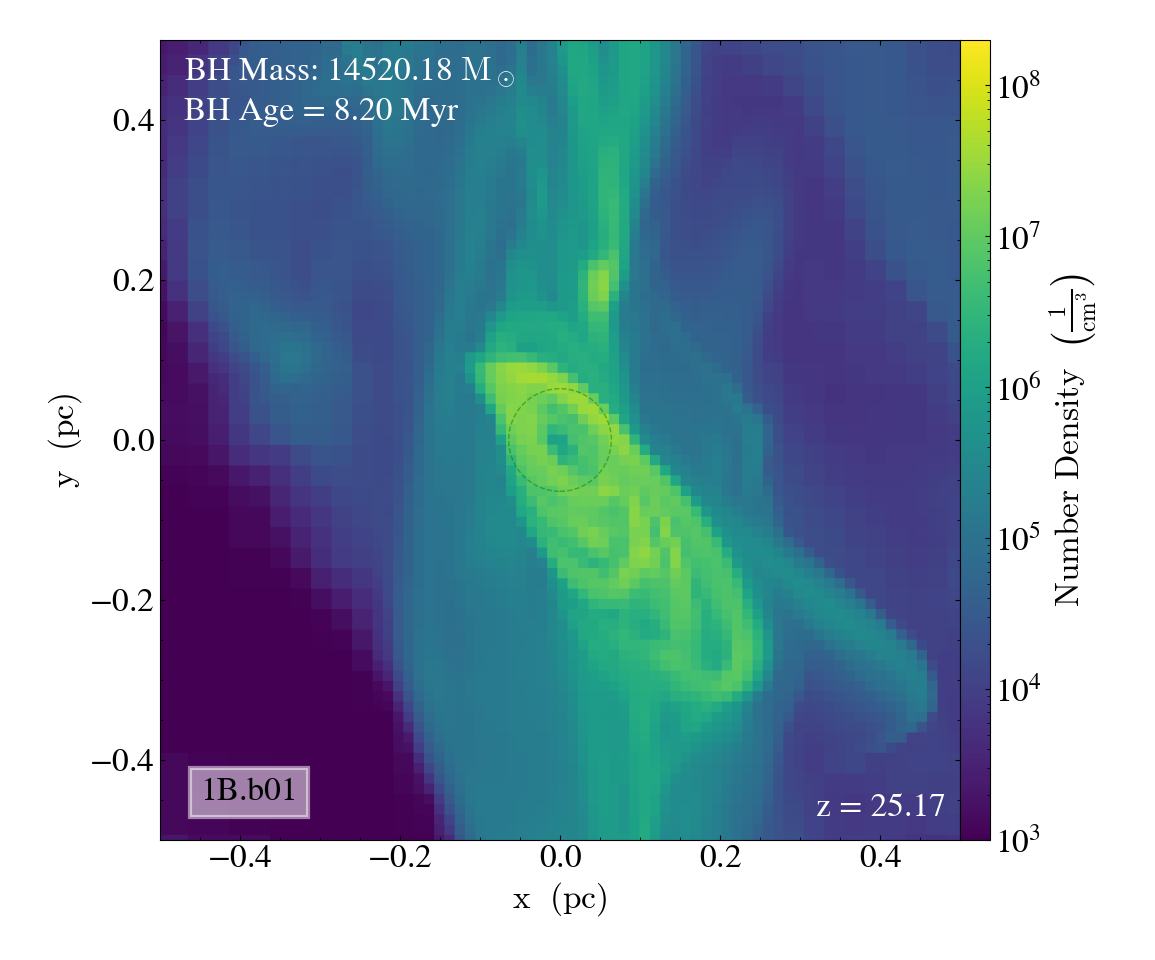 BH Mass: 14520.18 M☉
BH Age = 8.20 Myr
0.4
0.2
0.0
−0.2
−0.4
y (pc)
1B.b01
z = 25.17
−0.4 −0.2 0.0 0.2 0.4
x (pc)
10⁸
10⁷
10⁶
10⁵
10⁴
10³
Number Density (1/cm³)